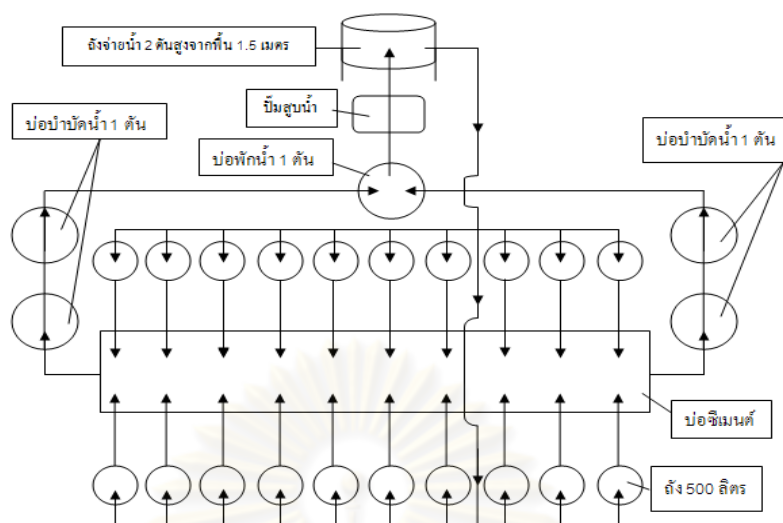 ถังจ่ายน้ำ 2 ตันสูงจากพื้น 1.5 เมตร
ปั๊มสูบน้ำ
บ่อบำบัดน้ำ 1 ตัน
บ่อพักน้ำ 1 ตัน
บ่อบำบัดน้ำ 1 ตัน
บ่อซีเมนต์
ถัง 500 ลิตร